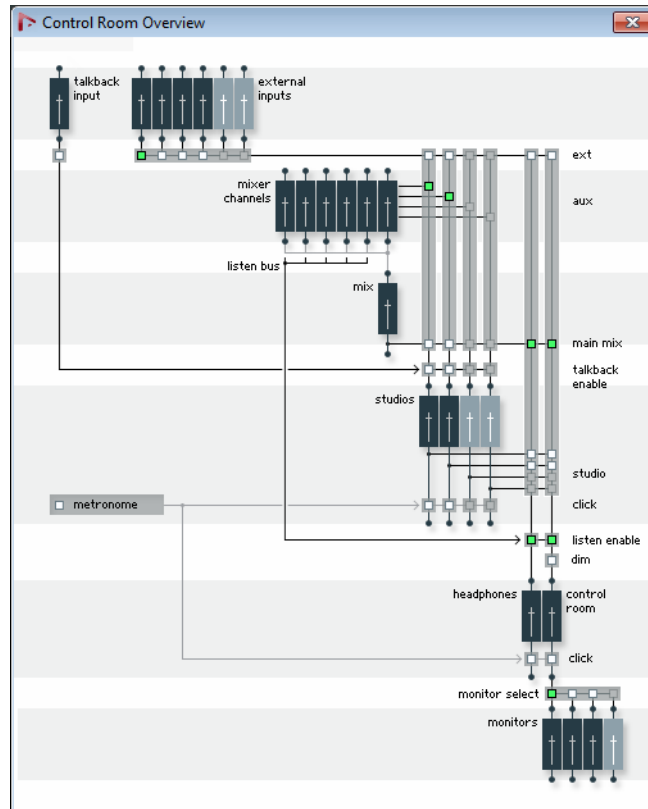 Control Room Overview
talkback
input
external
inputs
ext
mixer
channels
aux
listen bus
mix
main mix
talkback
enable
studios
studio
metronome
click
listen enable
dim
headphones
control
room
click
monitor select
monitors